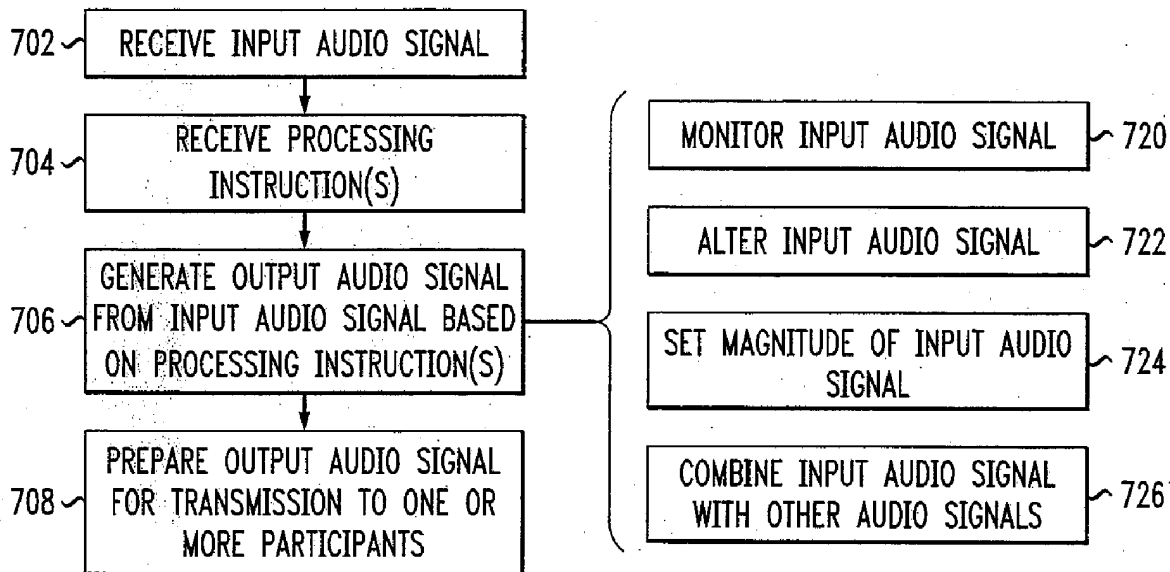 702
RECEIVE INPUT AUDIO SIGNAL
704
RECEIVE PROCESSING
INSTRUCTION(S)
706
GENERATE OUTPUT AUDIO SIGNAL
FROM INPUT AUDIO SIGNAL BASED
ON PROCESSING INSTRUCTION(S)
708
PREPARE OUTPUT AUDIO SIGNAL
FOR TRANSMISSION TO ONE OR
MORE PARTICIPANTS
MONITOR INPUT AUDIO SIGNAL
720
ALTER INPUT AUDIO SIGNAL
722
SET MAGNITUDE OF INPUT AUDIO
SIGNAL
724
COMBINE INPUT AUDIO SIGNAL
WITH OTHER AUDIO SIGNALS
726